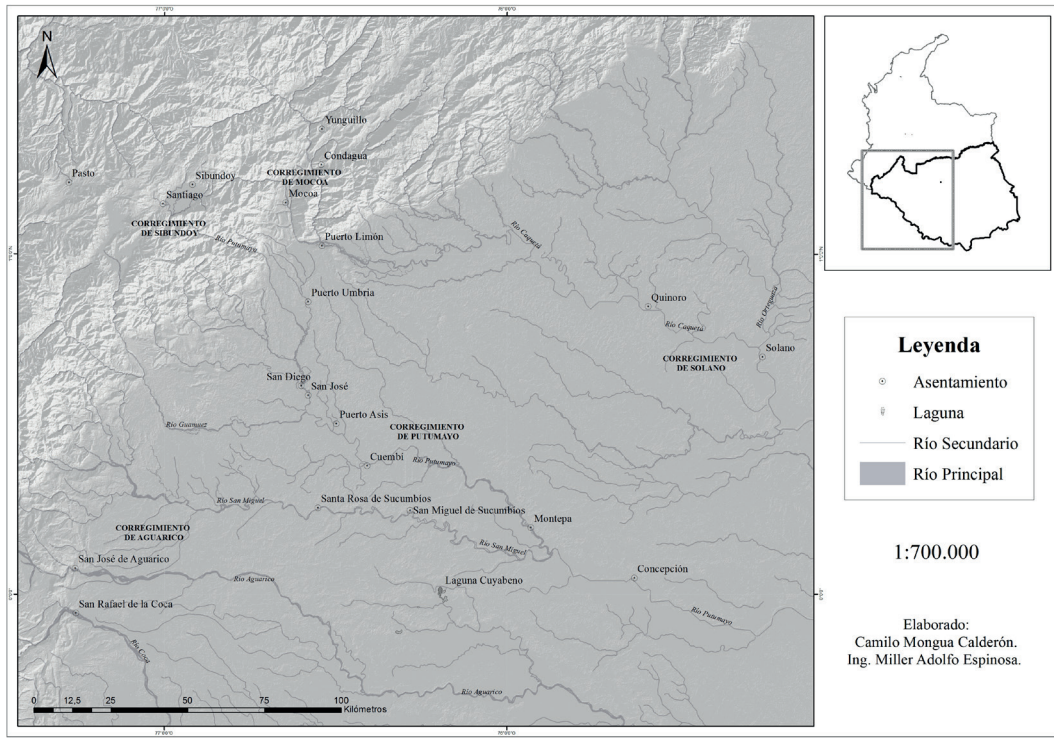 N
Yunguillo
Condagua
Pasto
Sibundoy
CORREGIMIENTO
DE MOCOA
Santiago
Mocoa
CORREGIMIENTO
DE SIBUNDOY
Río Putumayo
Puerto Limón
Río Caquetá
Puerto Umbria
Quinoro
Río Caquetá
Río Orteguaza
Solano
CORREGIMIENTO
DE SOLANO
San Diego
San José
Puerto Asis
Río Guamuez
CORREGIMIENTO
DE PUTUMAYO
Cuembí
Río Putumayo
Río San Miguel
Santa Rosa de Sucumbios
San Miguel de Sucumbios
Montepa
CORREGIMIENTO
DE AGUARICO
Río San Miguel
San José de Aguarico
Río Aguarico
Concepción
Laguna Cuyabeno
San Rafael de la Coca
Río Putumayo
Río Coca
Río Aguarico
0 12,5 25 50 75 100
Kilómetros
Leyenda
Asentamiento
Laguna
Río Secundario
Río Principal
1:700.000
Elaborado:
Camilo Mongua Calderón.
Ing. Miller Adolfo Espinosa.